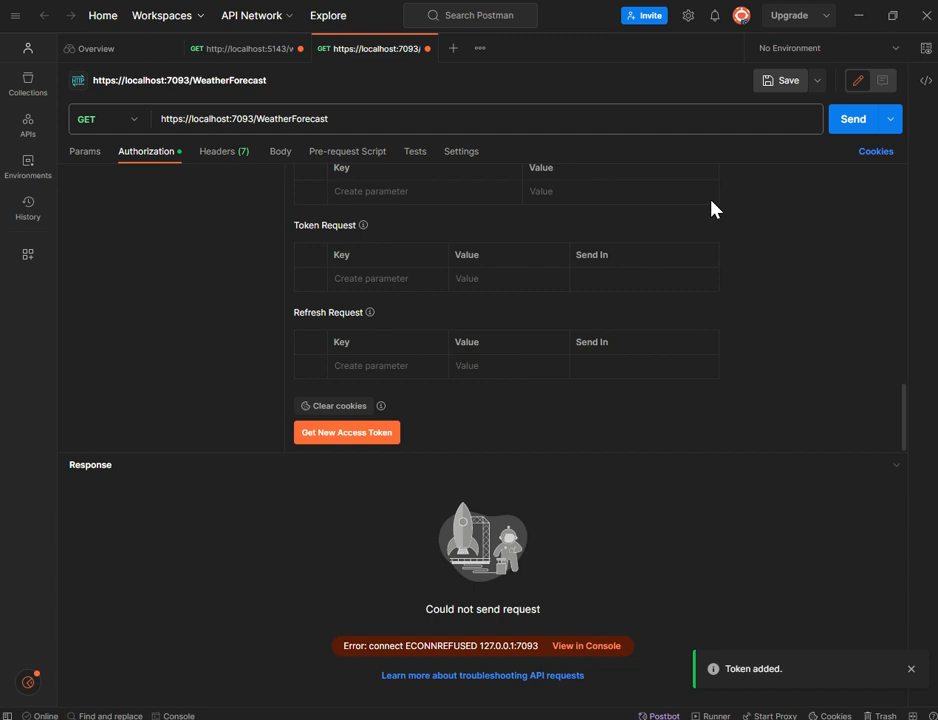 Home Workspaces API Network Explore Search Postman Invite Upgrade
Overview GET http://localhost:5143/w GET https://localhost:7093/ No Environment
HTTP https://localhost:7093/WeatherForecast Save
Collections
GET https://localhost:7093/WeatherForecast Send
APIs
Params Authorization Headers (7) Body Pre-request Script Tests Settings Cookies
Environments
Key Value
Create parameter Value
History
Token Request
Key Value Send In
Create parameter Value
Refresh Request
Key Value Send In
Create parameter Value
Clear cookies
Get New Access Token
Response
Could not send request
Error: connect ECONNREFUSED 127.0.0.1:7093 View in Console
Token added.
Learn more about troubleshooting API requests
Online Find and replace Console Postbot Runner Start Proxy Cookies Trash